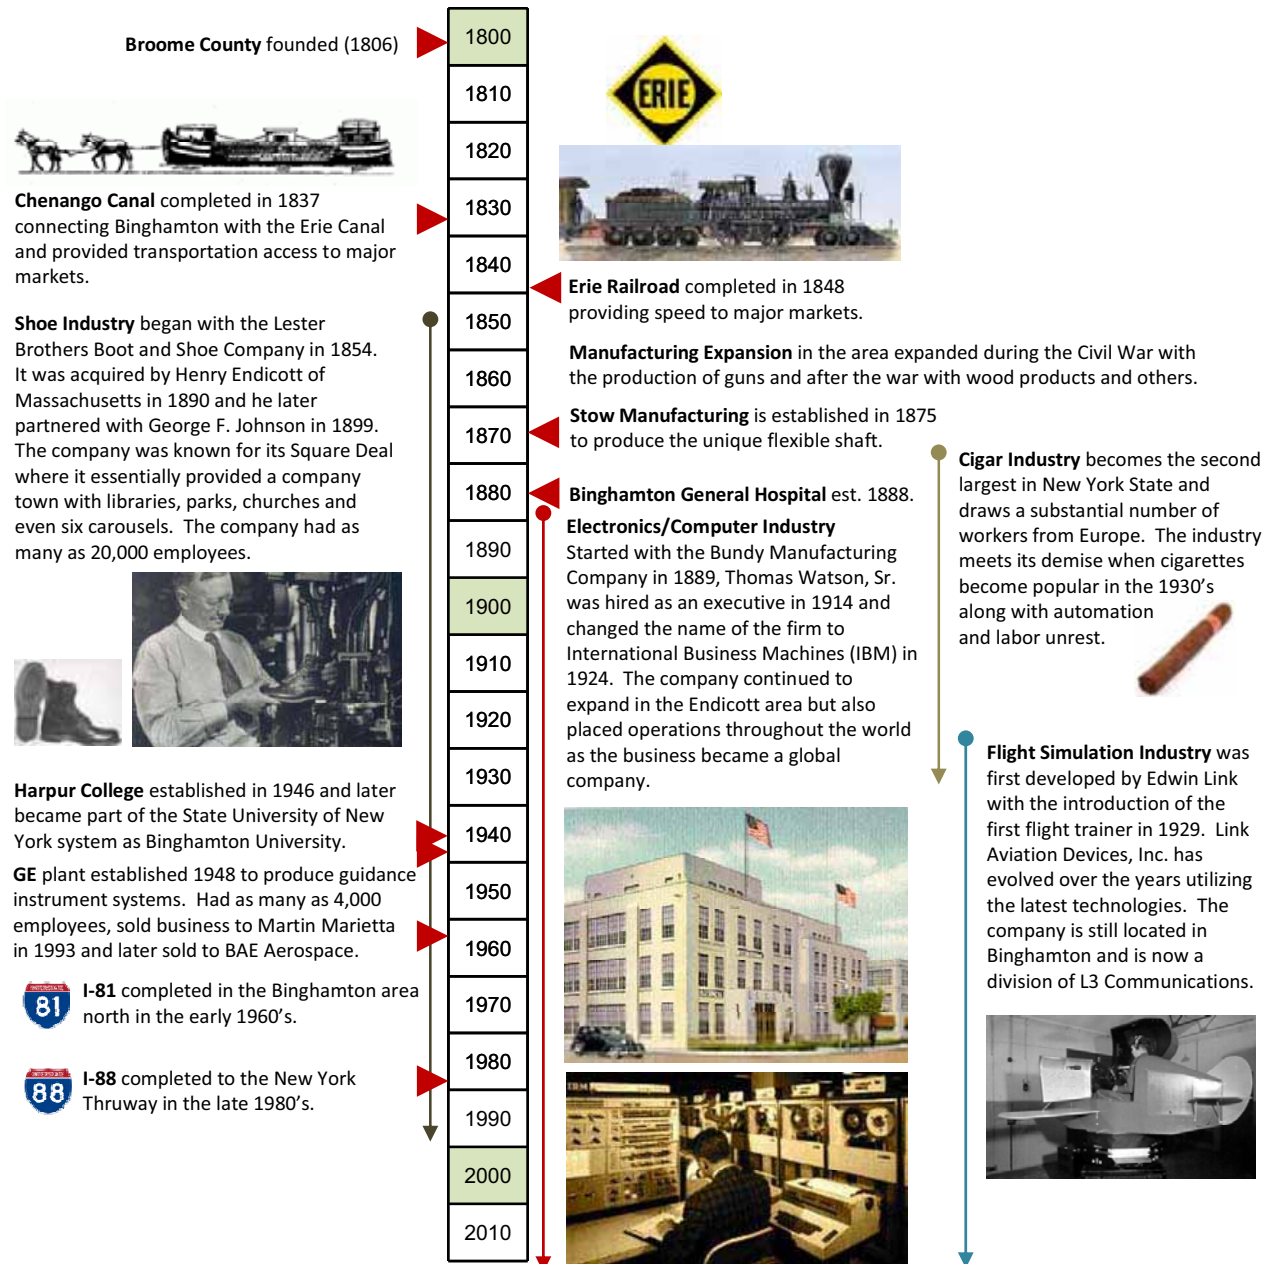 Broome County founded (1806)
Chenango Canal completed in 1837
connecting Binghamton with the Erie Canal
and provided transportation access to major
markets.
Shoe Industry began with the Lester
Brothers Boot and Shoe Company in 1854.
It was acquired by Henry Endicott of
Massachusetts in 1890 and he later
partnered with George F. Johnson in 1899.
The company was known for its Square Deal
where it essentially provided a company
town with libraries, parks, churches and
even six carousels.  The company had as
many as 20,000 employees.
Harpur College established in 1946 and later
became part of the State University of New
York system as Binghamton University.
GE plant established 1948 to produce guidance
instrument systems.  Had as many as 4,000
employees, sold business to Martin Marietta
in 1993 and later sold to BAE Aerospace.
81
I-81 completed in the Binghamton area
north in the early 1960’s.
88
I-88 completed to the New York
Thruway in the late 1980’s.
1800
1810
1820
1830
1840
1850
1860
1870
1880
1890
1900
1910
1920
1930
1940
1950
1960
1970
1980
1990
2000
2010
ERIE
Erie Railroad completed in 1848
providing speed to major markets.
Manufacturing Expansion in the area expanded during the Civil War with
the production of guns and after the war with wood products and others.
Stow Manufacturing is established in 1875
to produce the unique flexible shaft.
Binghamton General Hospital est. 1888.
Electronics/Computer Industry
Started with the Bundy Manufacturing
Company in 1889, Thomas Watson, Sr.
was hired as an executive in 1914 and
changed the name of the firm to
International Business Machines (IBM) in
1924.  The company continued to
expand in the Endicott area but also
placed operations throughout the world
as the business became a global
company.
IBM
Cigar Industry becomes the second
largest in New York State and
draws a substantial number of
workers from Europe.  The industry
meets its demise when cigarettes
become popular in the 1930’s
along with automation
and labor unrest.
Flight Simulation Industry was
first developed by Edwin Link
with the introduction of the
first flight trainer in 1929.  Link
Aviation Devices, Inc. has
evolved over the years utilizing
the latest technologies.  The
company is still located in
Binghamton and is now a
division of L3 Communications.